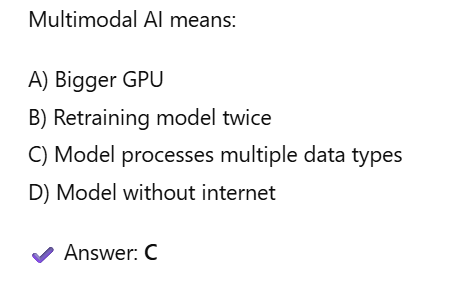 Multimodal AI means:
A) Bigger GPU
B) Retraining model twice
C) Model processes multiple data types
D) Model without internet
✔ Answer: C